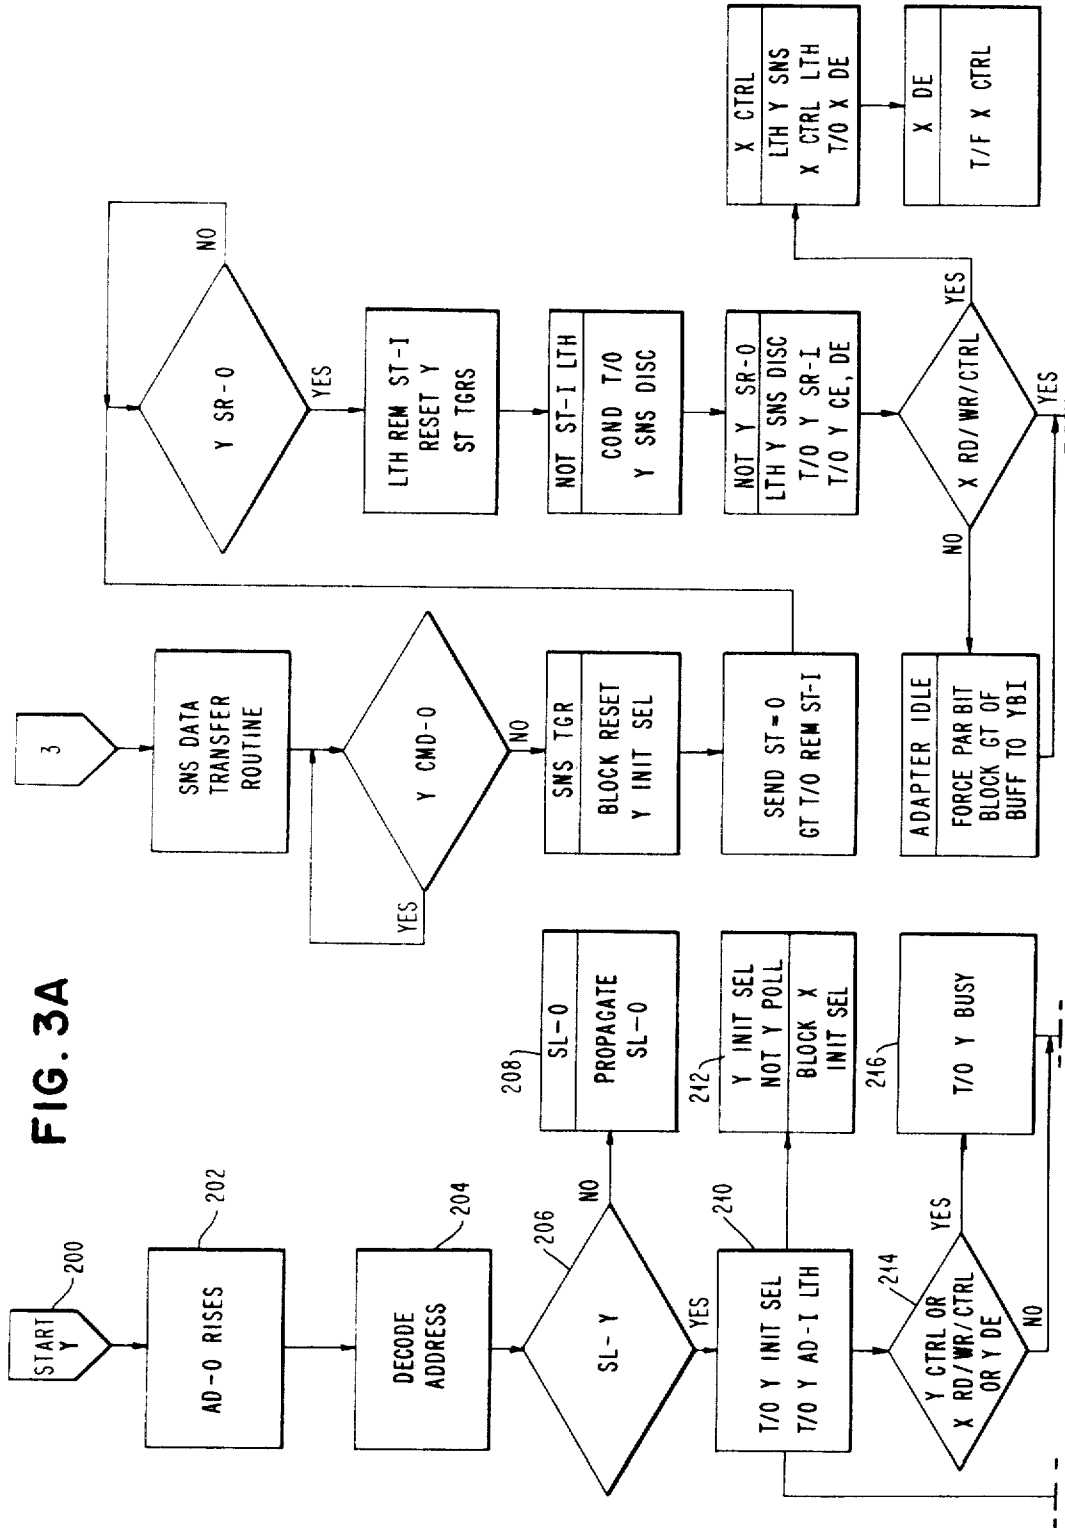 FIG. 3A
START
Y
200
AD-O RISES
202
DECODE
ADDRESS
204
SL-Y
206
NO
YES
208
SL-O
PROPAGATE
SL-O
T/O Y INIT SEL
T/O Y AD-I LTH
210
212
Y INIT SEL
NOT Y POLL
BLOCK X
INIT SEL
Y CTRL OR
X RD/WR/CTRL
OR Y DE
214
YES
NO
216
T/O Y BUSY
3
SNS DATA
TRANSFER
ROUTINE
Y CMD-O
YES
NO
SNS TGR
BLOCK RESET
Y INIT SEL
SEND ST=0
GT T/O REM ST-I
Y SR-O
NO
YES
LTH REM ST-I
RESET Y
ST TGRS
NOT ST-I LTH
COND T/O
Y SNS DISC
NOT Y SR-O
LTH Y SNS DISC
T/O Y SR-I
T/O Y CE, DE
X RD/WR/CTRL
NO
YES
YES
ADAPTER IDLE
FORCE PAR BIT
BLOCK GT OF
BUFF TO YBI
X CTRL
LTH Y SNS
X CTRL LTH
T/O X DE
X DE
T/F X CTRL